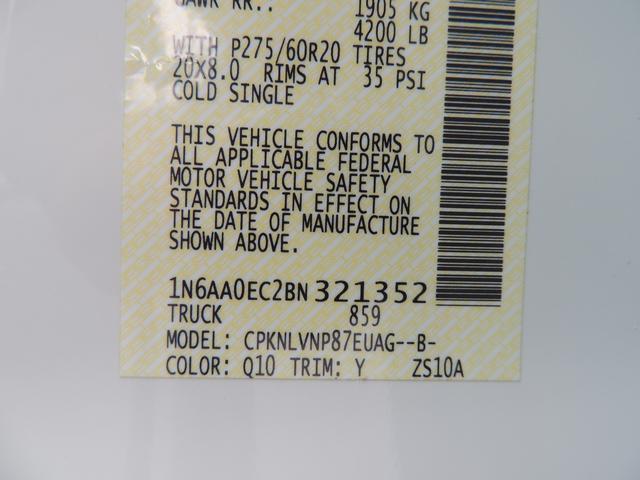 GAWR RR.: 1905 KG
4200 LB
WITH P275/60R20 TIRES
20X8.0 RIMS AT 35 PSI
COLD SINGLE
THIS VEHICLE CONFORMS TO
ALL APPLICABLE FEDERAL
MOTOR VEHICLE SAFETY
STANDARDS IN EFFECT ON
THE DATE OF MANUFACTURE
SHOWN ABOVE.
1N6AA0EC2BN321352
TRUCK 859
MODEL: CPKNLVNP87EUAG--B-
COLOR: Q10 TRIM: Y ZS10A